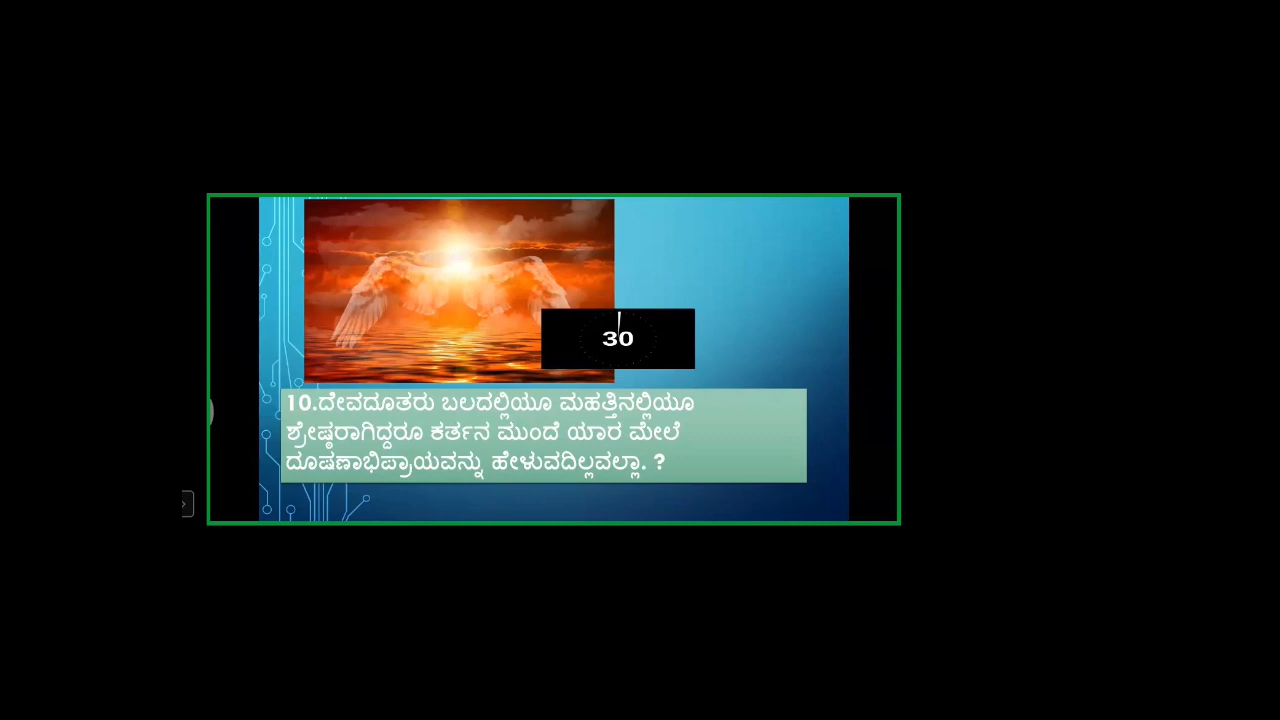 30
10.ದೇವದೂತರು ಬಲದಲ್ಲಿಯೂ ಮಹತ್ತಿನಲ್ಲಿಯೂ
ಶ್ರೇಷ್ಠರಾಗಿದ್ದರೂ ಕರ್ತನ ಮುಂದೆ ಯಾರ ಮೇಲೆ
ದೂಷಣಾಭಿಪ್ರಾಯವನ್ನು ಹೇಳುವದಿಲ್ಲವಲ್ಲಾ. ?